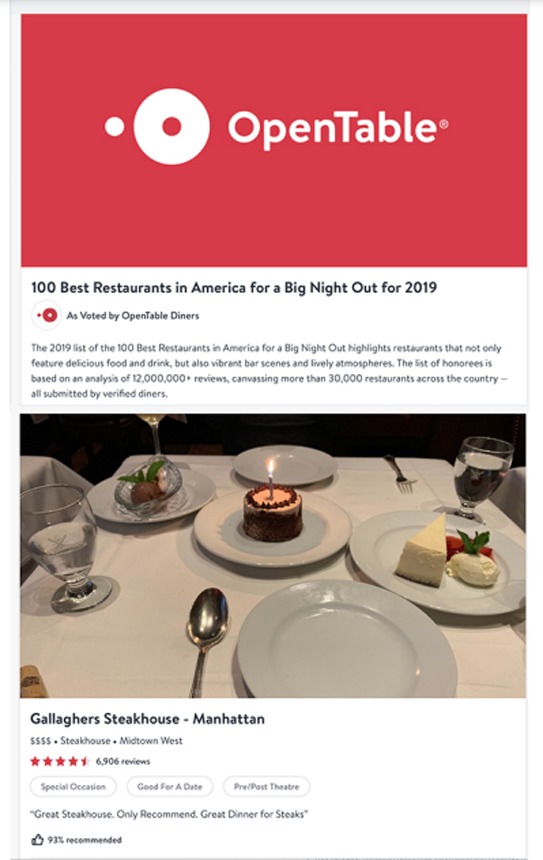 OpenTable®
100 Best Restaurants in America for a Big Night Out for 2019
As Voted by OpenTable Diners
The 2019 list of the 100 Best Restaurants in America for a Big Night Out highlights restaurants that not only
feature delicious food and drink, but also vibrant bar scenes and lively atmospheres. The list of honorees is
based on an analysis of 12,000,000+ reviews, canvassing more than 30,000 restaurants across the country —
all submitted by verified diners.
Gallaghers Steakhouse - Manhattan
$$$$ • Steakhouse • Midtown West
6,906 reviews
Special Occasion Good For A Date Pre/Post Theatre
"Great Steakhouse. Only Recommend. Great Dinner for Steaks"
93% recommended